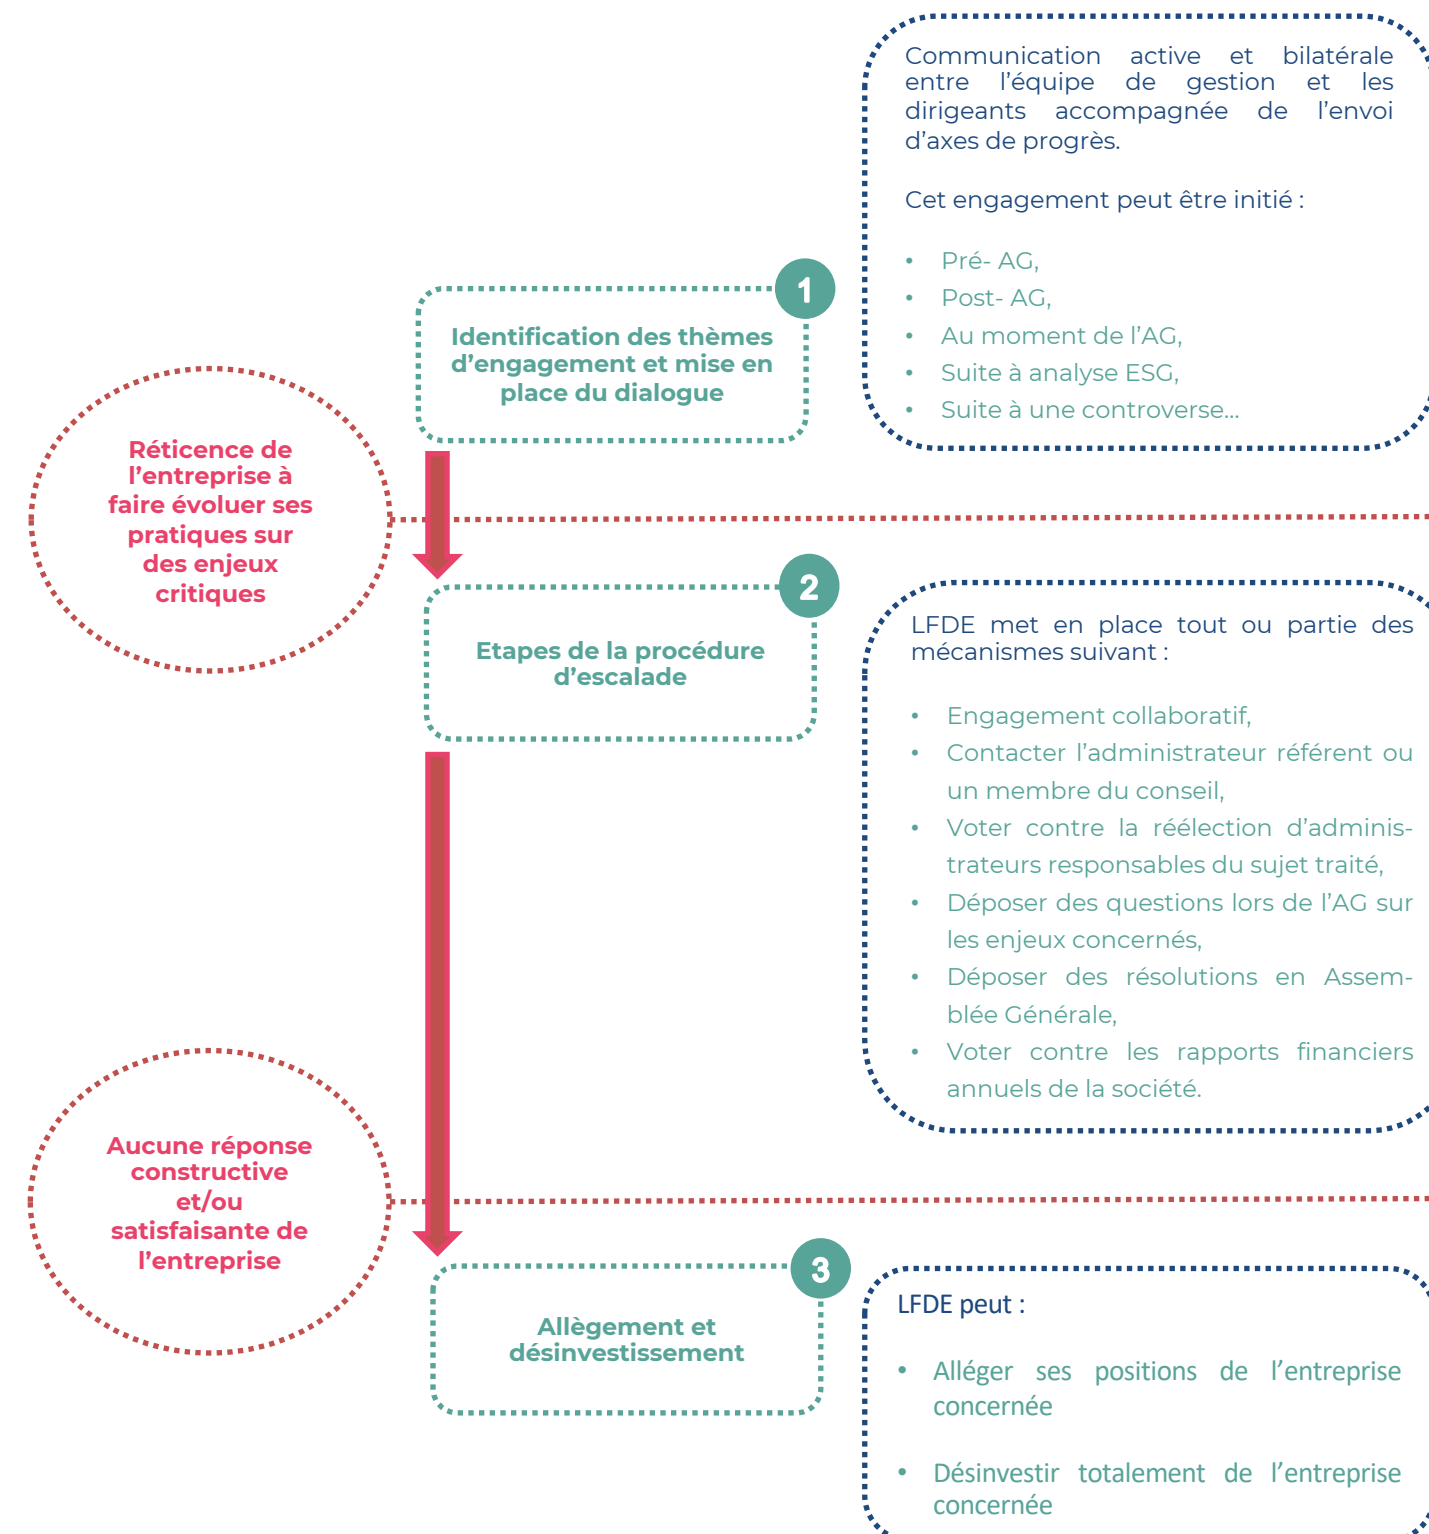 Communication active et bilatérale
entre l’équipe de gestion et les
dirigeants accompagnée de l’envoi
d’axes de progrès.
Cet engagement peut être initié :
• Pré- AG,
• Post- AG,
• Au moment de l’AG,
• Suite à analyse ESG,
• Suite à une controverse…
1
Identification des thèmes
d’engagement et mise en
place du dialogue
Réticence de
l’entreprise à
faire évoluer ses
pratiques sur
des enjeux
critiques
2
Etapes de la procédure
d’escalade
LFDE met en place tout ou partie des
mécanismes suivant :
• Engagement collaboratif,
• Contacter l’administrateur référent ou
un membre du conseil,
• Voter contre la réélection d’adminis-
trateurs responsables du sujet traité,
• Déposer des questions lors de l’AG sur
les enjeux concernés,
• Déposer des résolutions en Assem-
blée Générale,
• Voter contre les rapports financiers
annuels de la société.
Aucune réponse
constructive
et/ou
satisfaisante de
l’entreprise
3
Allègement et
désinvestissement
LFDE peut :
• Alléger ses positions de l’entreprise
concernée
• Désinvestir totalement de l’entreprise
concernée